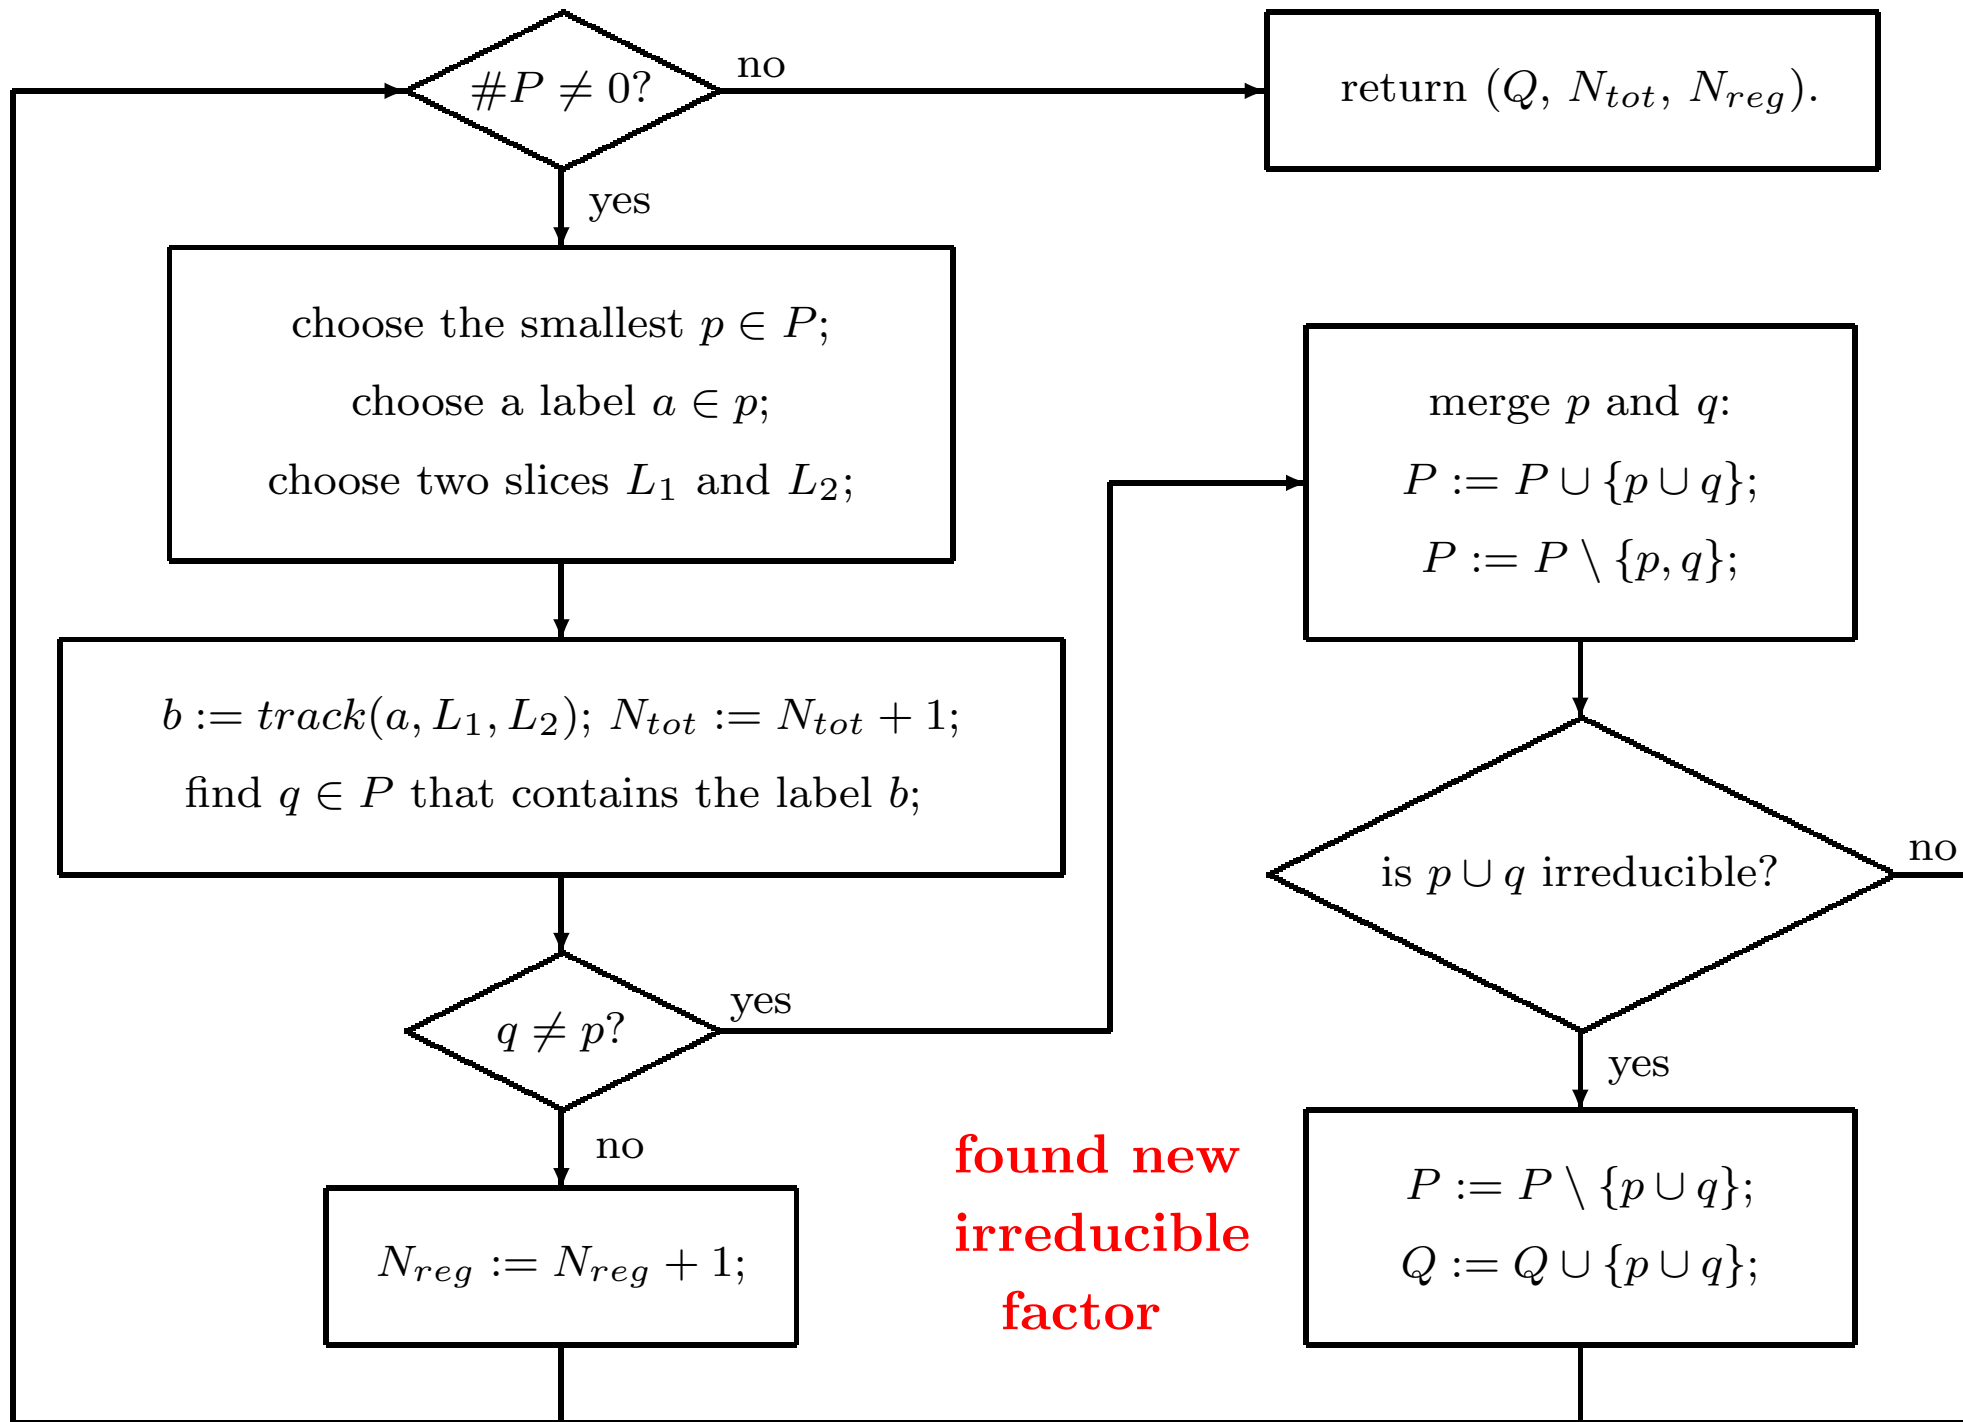 #P ≠ 0?
no
return (Q, N_tot, N_reg).
yes
choose the smallest p ∈ P;
choose a label a ∈ p;
choose two slices L_1 and L_2;
b := track(a, L_1, L_2); N_tot := N_tot + 1;
find q ∈ P that contains the label b;
q ≠ p?
yes
no
N_reg := N_reg + 1;
merge p and q:
P := P ∪ {p ∪ q};
P := P \ {p, q};
is p ∪ q irreducible?
no
yes
found new
irreducible
factor
P := P \ {p ∪ q};
Q := Q ∪ {p ∪ q};